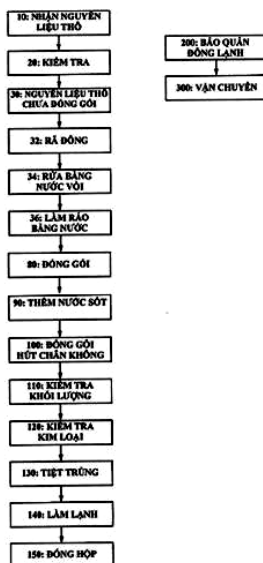 10: NHẬN NGUYÊN
LIỆU THÔ
20: KIỂM TRA
30: NGUYÊN LIỆU THÔ
CHƯA ĐÓNG GÓI
32: RÃ ĐÔNG
34: RỬA BẰNG
NƯỚC VÒI
36: LÀM RÁO
BẰNG NƯỚC
80: ĐÓNG GÓI
90: THÊM NƯỚC SỐT
100: ĐÓNG GÓI
HÚT CHÂN KHÔNG
110: KIỂM TRA
KHỐI LƯỢNG
120: KIỂM TRA
KIM LOẠI
130: TIỆT TRÙNG
140: LÀM LẠNH
150: ĐÓNG HỘP
200: BẢO QUẢN
ĐÔNG LẠNH
300: VẬN CHUYỂN